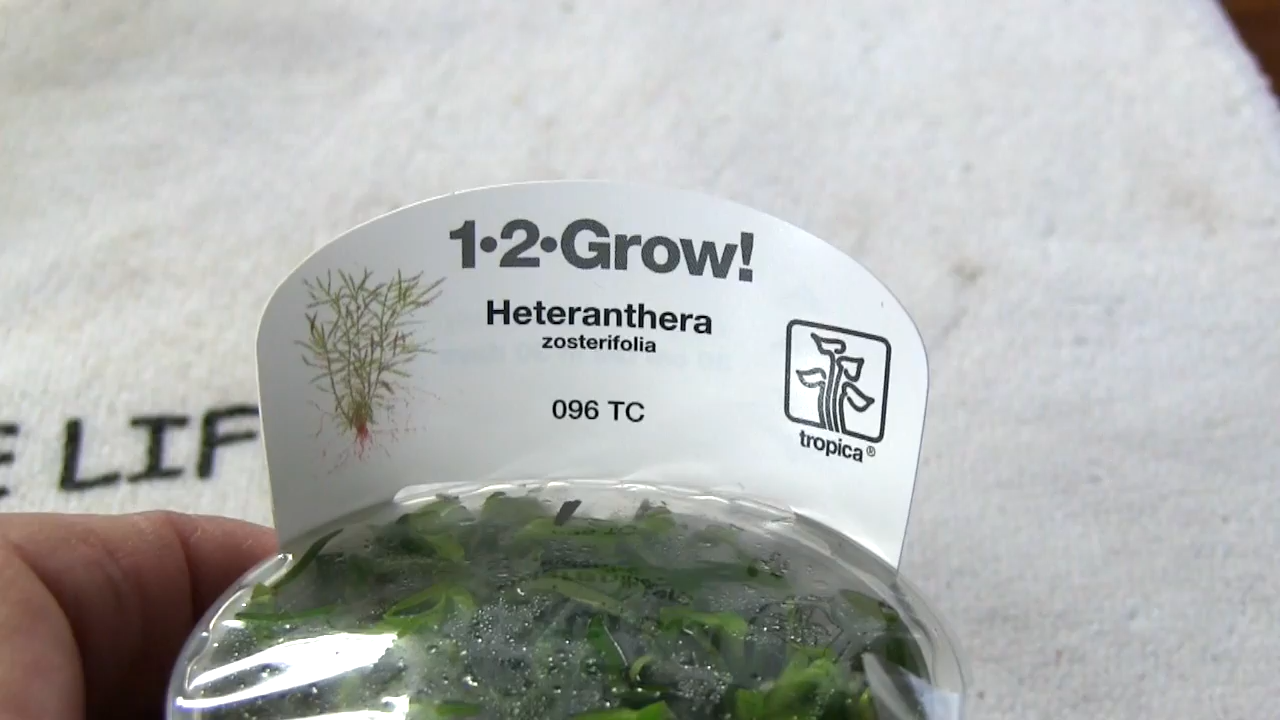 1•2•Grow!
Heteranthera
zosterifolia
096 TC
tropica®
E LIF